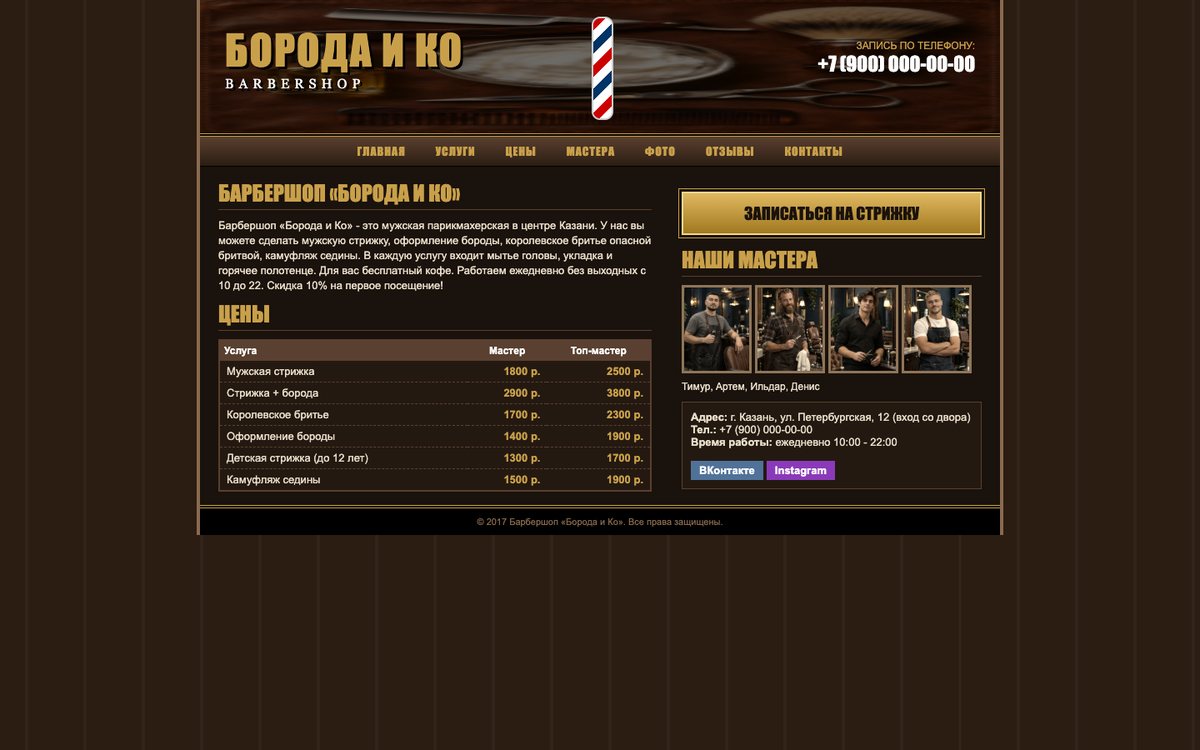 БОРОДА И КО
BARBERSHOP
ЗАПИСЬ ПО ТЕЛЕФОНУ:
+7 (900) 000-00-00
ГЛАВНАЯ УСЛУГИ ЦЕНЫ МАСТЕРА ФОТО ОТЗЫВЫ КОНТАКТЫ
БАРБЕРШОП «БОРОДА И КО»
Барбершоп «Борода и Ко» - это мужская парикмахерская в центре Казани. У нас вы
можете сделать мужскую стрижку, оформление бороды, королевское бритье опасной
бритвой, камуфляж седины. В каждую услугу входит мытье головы, укладка и
горячее полотенце. Для вас бесплатный кофе. Работаем ежедневно без выходных с
10 до 22. Скидка 10% на первое посещение!
ЦЕНЫ
Услуга Мастер Топ-мастер
Мужская стрижка 1800 р. 2500 р.
Стрижка + борода 2900 р. 3800 р.
Королевское бритье 1700 р. 2300 р.
Оформление бороды 1400 р. 1900 р.
Детская стрижка (до 12 лет) 1300 р. 1700 р.
Камуфляж седины 1500 р. 1900 р.
ЗАПИСАТЬСЯ НА СТРИЖКУ
НАШИ МАСТЕРА
Тимур, Артем, Ильдар, Денис
Адрес: г. Казань, ул. Петербургская, 12 (вход со двора)
Тел.: +7 (900) 000-00-00
Время работы: ежедневно 10:00 - 22:00
ВКонтакте Instagram
© 2017 Барбершоп «Борода и Ко». Все права защищены.